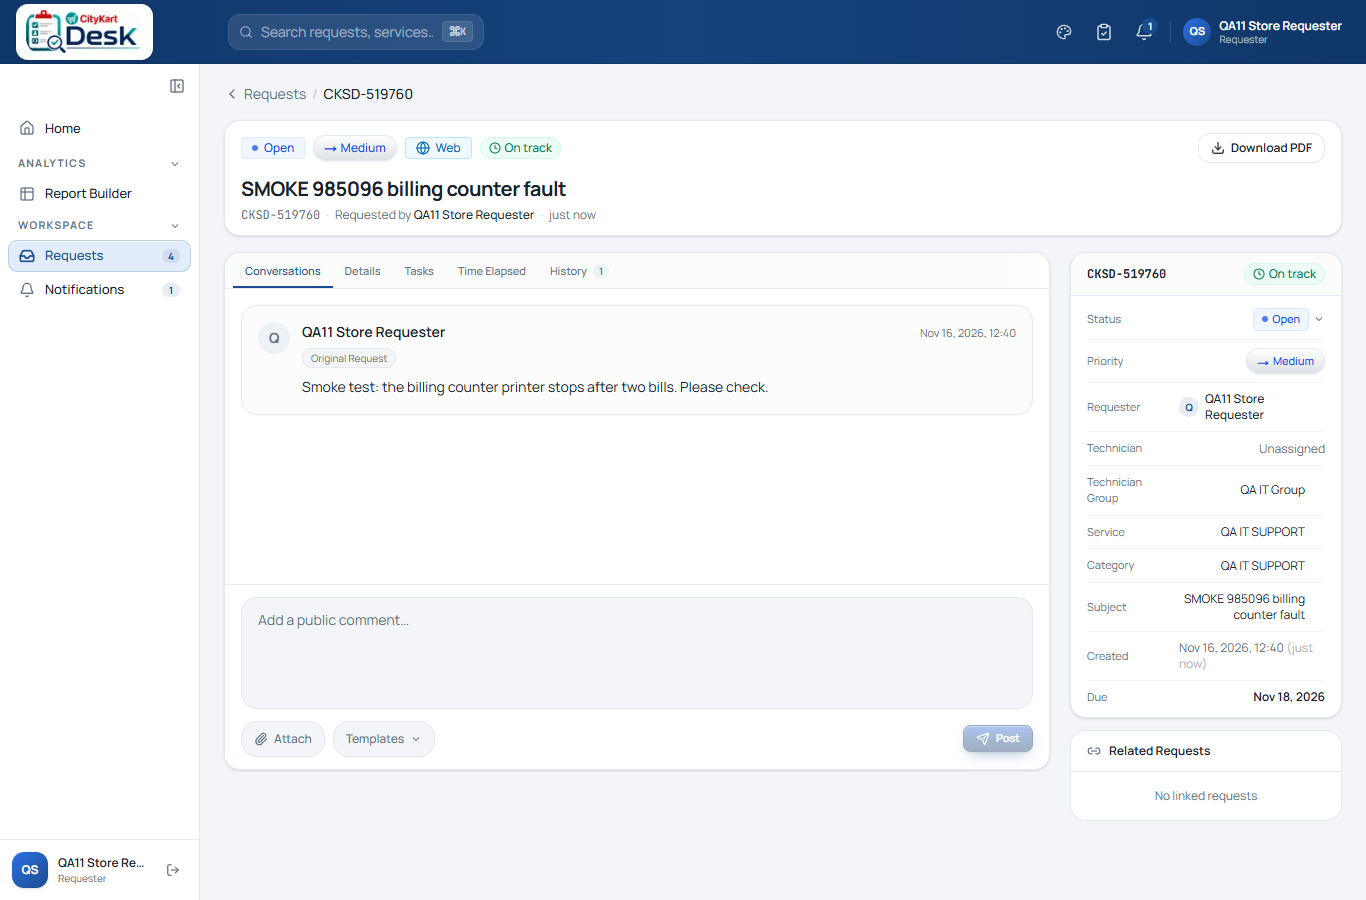 CityKart
Desk
Search requests, services..
⌘K
1
QS
QA11 Store Requester
Requester
Home
ANALYTICS
Report Builder
WORKSPACE
Requests
4
Notifications
1
QS
QA11 Store Re...
Requester
Requests / CKSD-519760
Open
→ Medium
Web
On track
Download PDF
SMOKE 985096 billing counter fault
CKSD-519760 · Requested by QA11 Store Requester · just now
Conversations
Details
Tasks
Time Elapsed
History
1
Q
QA11 Store Requester
Nov 16, 2026, 12:40
Original Request
Smoke test: the billing counter printer stops after two bills. Please check.
Add a public comment...
Attach
Templates
Post
CKSD-519760
On track
Status
Open
Priority
→ Medium
Requester
Q
QA11 Store
Requester
Technician
Unassigned
Technician
Group
QA IT Group
Service
QA IT SUPPORT
Category
QA IT SUPPORT
Subject
SMOKE 985096 billing
counter fault
Created
Nov 16, 2026, 12:40 (just
now)
Due
Nov 18, 2026
Related Requests
No linked requests